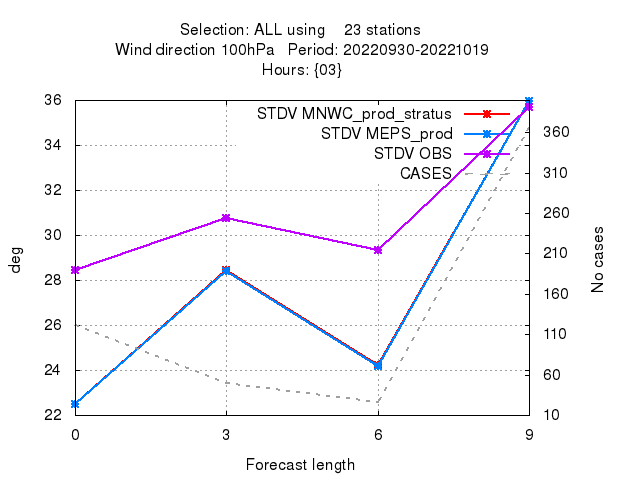 Selection: ALL using    23 stations
Wind direction 100hPa   Period: 20220930-20221019
Hours: {03}
STDV MNWC_prod_stratus
STDV MEPS_prod
STDV OBS
CASES
36
34
32
30
28
26
24
22
deg
360
310
260
210
160
110
60
10
No cases
0 3 6 9
Forecast length